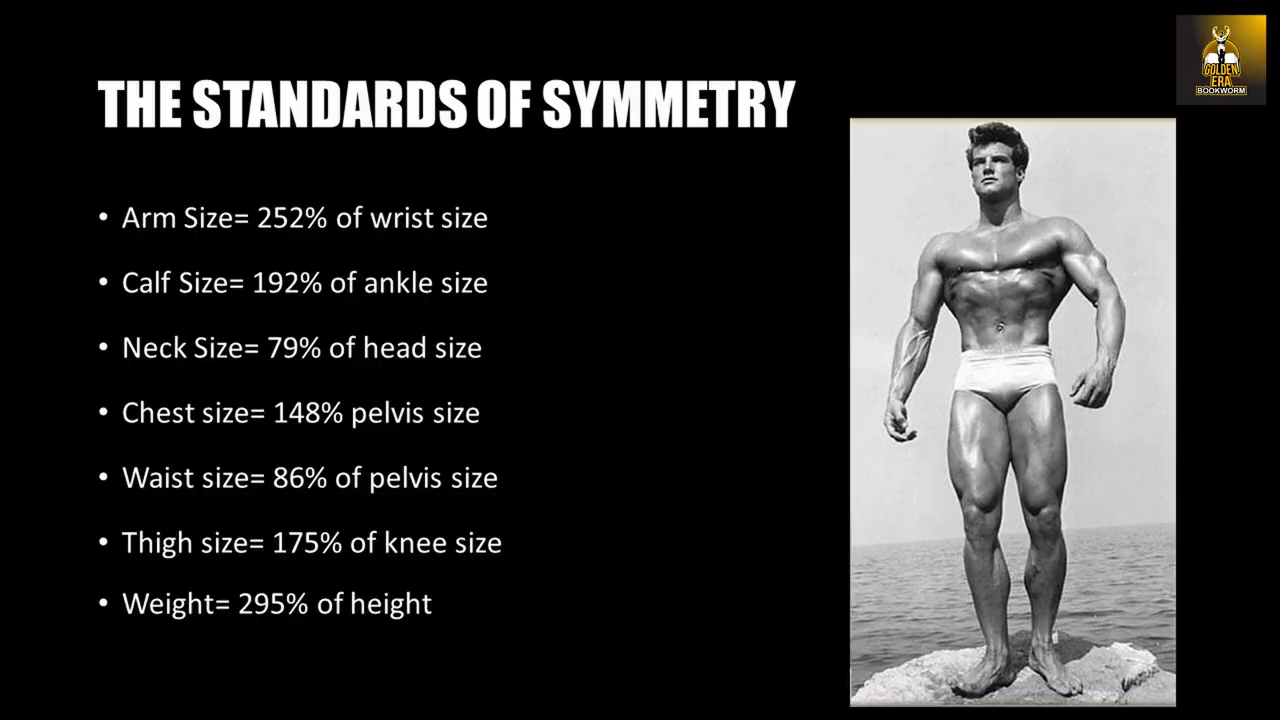 THE STANDARDS OF SYMMETRY
• Arm Size= 252% of wrist size
• Calf Size= 192% of ankle size
• Neck Size= 79% of head size
• Chest size= 148% pelvis size
• Waist size= 86% of pelvis size
• Thigh size= 175% of knee size
• Weight= 295% of height
GOLDEN
ERA
BOOKWORM